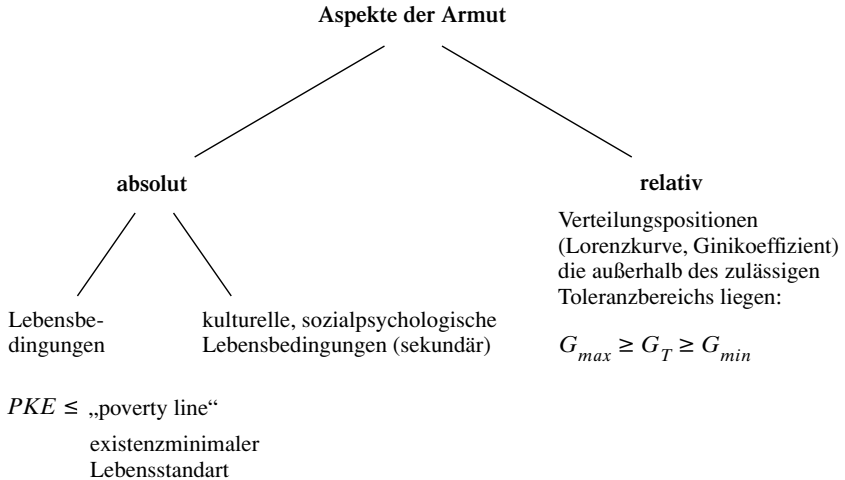 Aspekte der Armut
absolut
relativ
Verteilungspositionen
(Lorenzkurve, Ginikoeffizient)
die außerhalb des zulässigen
Toleranzbereichs liegen:
G_max ≥ G_T ≥ G_min
Lebensbe-
dingungen
kulturelle, sozialpsychologische
Lebensbedingungen (sekundär)
PKE ≤ „poverty line“
existenzminimaler
Lebensstandart